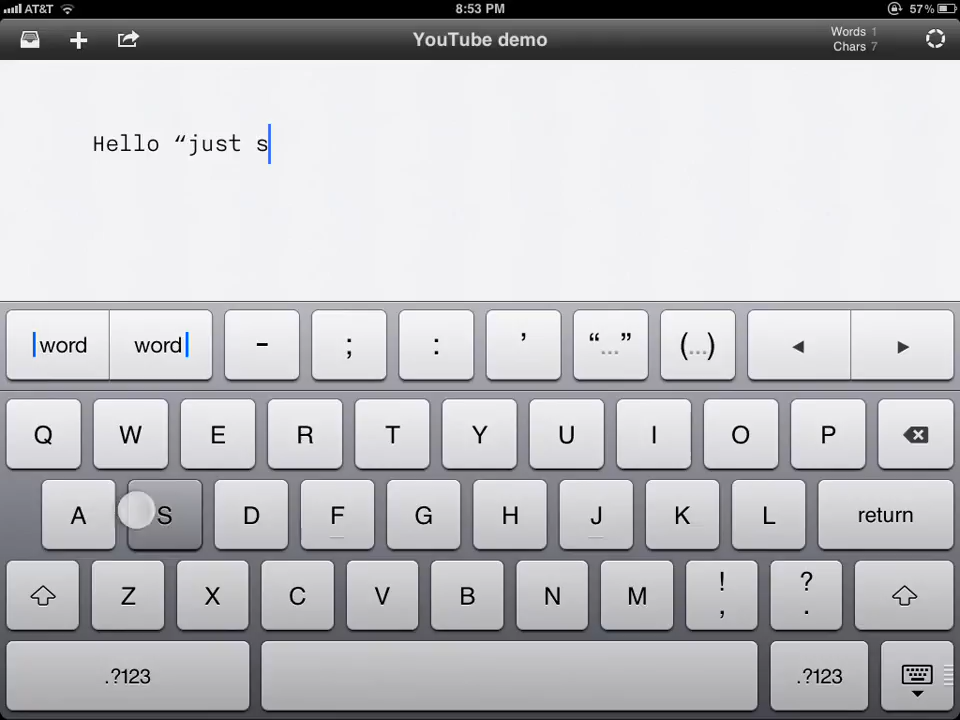 AT&T 8:53 PM 57%
YouTube demo
Words 1
Chars 7
Hello “just s
word word - ; : ’ “...” (...) ◂ ▸
Q W E R T Y U I O P
A S D F G H J K L return
Z X C V B N M ! , ? .
.?123 .?123